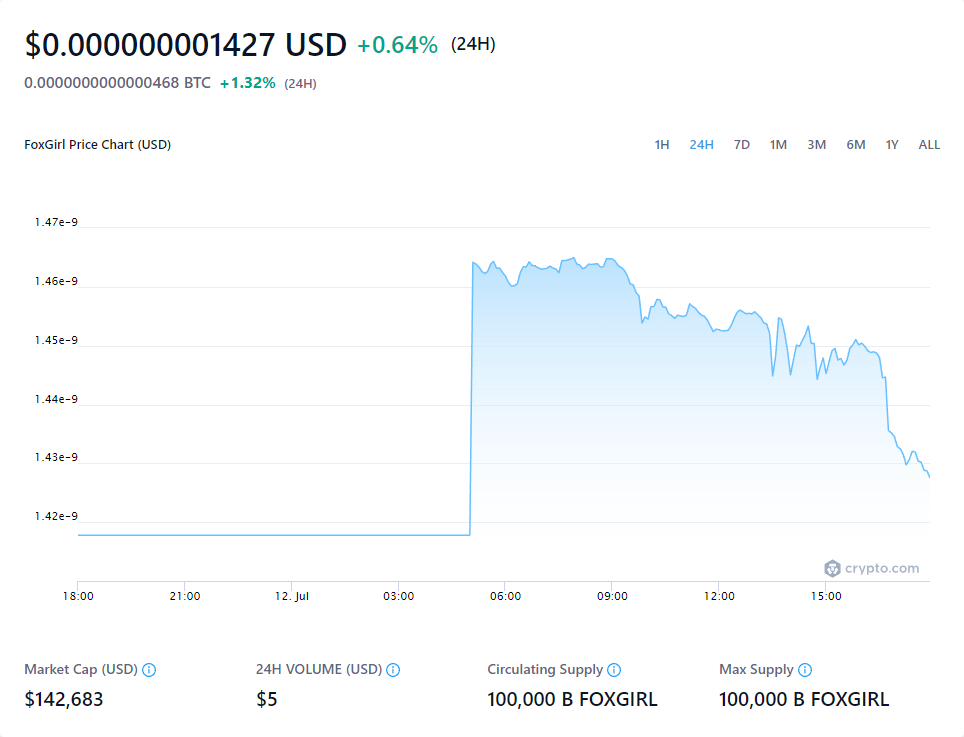 $0.000000001427 USD +0.64% (24H)
0.0000000000000468 BTC +1.32% (24H)
FoxGirl Price Chart (USD) 1H 24H 7D 1M 3M 6M 1Y ALL
1.47e-9
1.46e-9
1.45e-9
1.44e-9
1.43e-9
1.42e-9
crypto.com
18:00 21:00 12. Jul 03:00 06:00 09:00 12:00 15:00
Market Cap (USD) 24H VOLUME (USD) Circulating Supply Max Supply
$142,683 $5 100,000 B FOXGIRL 100,000 B FOXGIRL